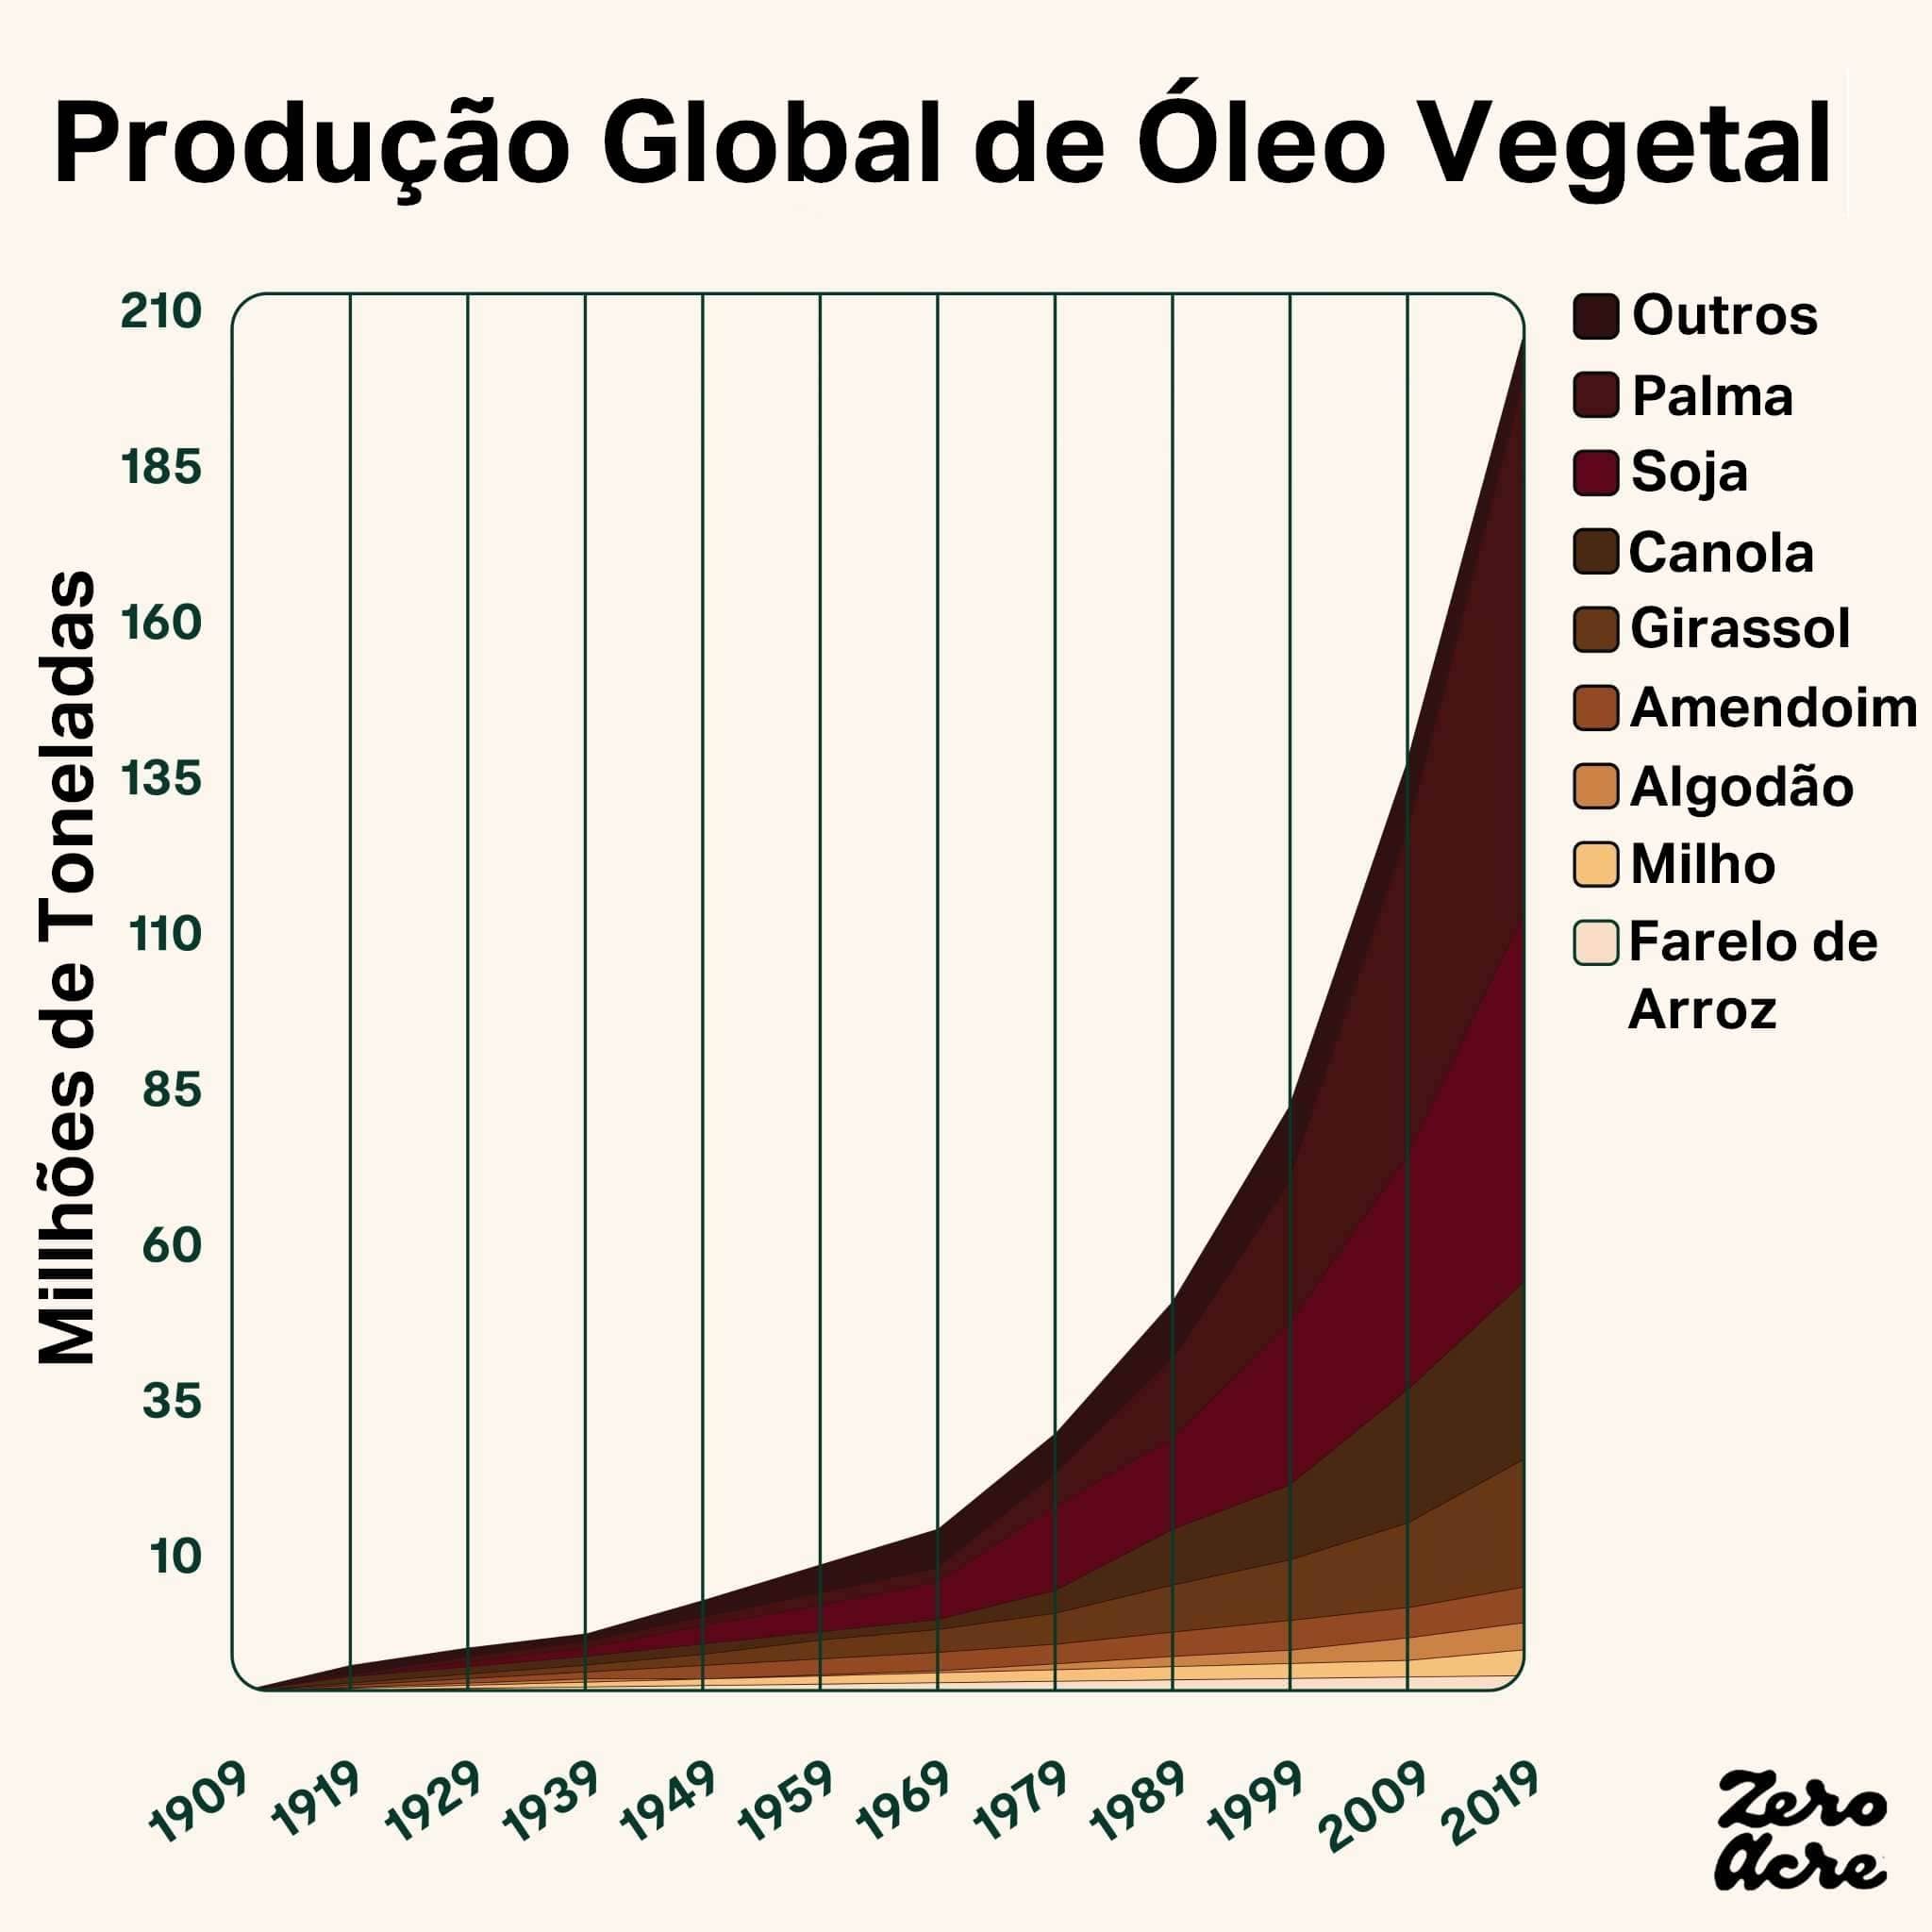 Produção Global de Óleo Vegetal
Milhões de Toneladas
210
185
160
135
110
85
60
35
10
1909
1919
1929
1939
1949
1959
1969
1979
1989
1999
2009
2019
Outros
Palma
Soja
Canola
Girassol
Amendoim
Algodão
Milho
Farelo de
Arroz
Zero
Acre